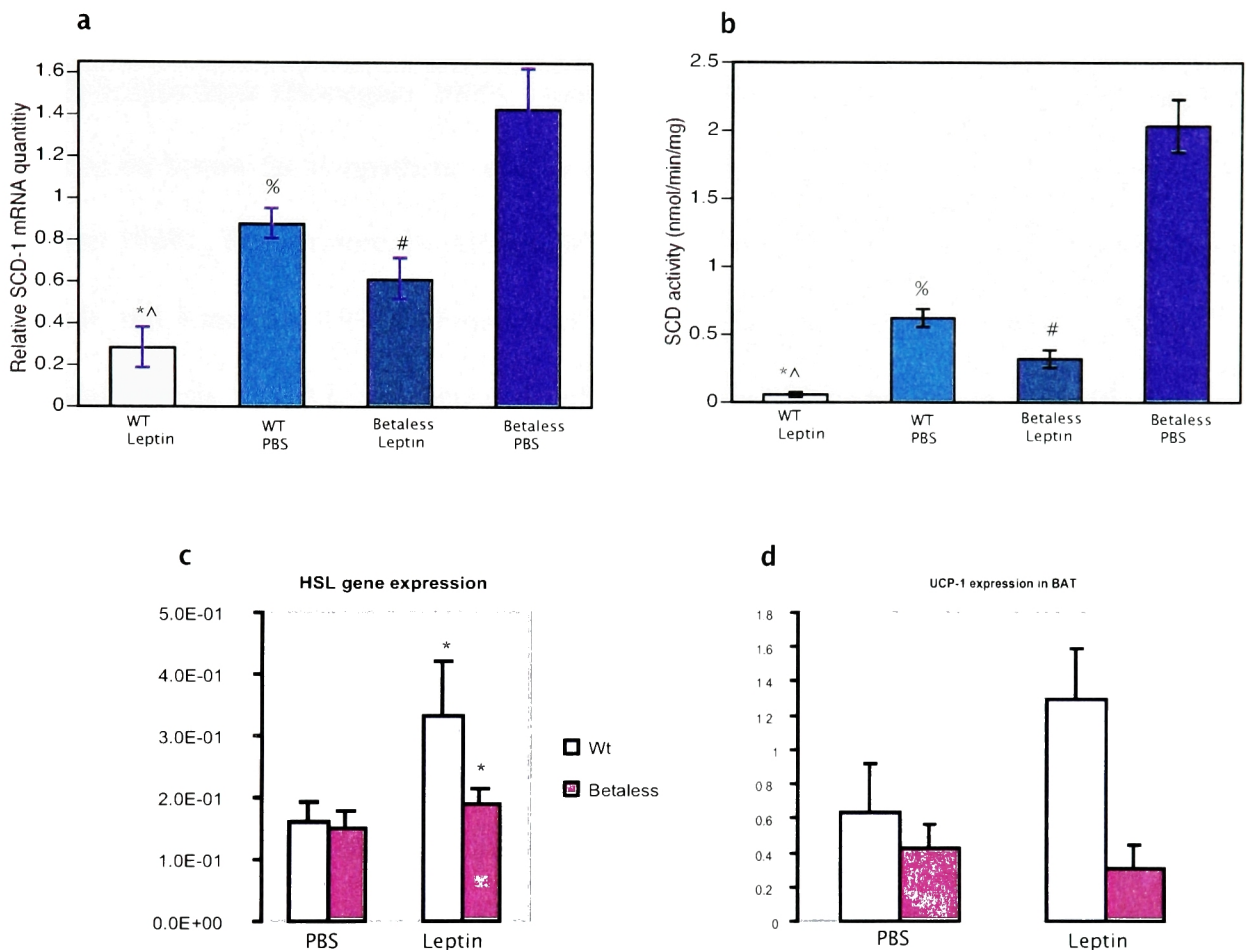 a
Relative SCD-1 mRNA quantitiy
1.6
1.4
1.2
1
0.8
0.6
0.4
0.2
0
*^
%
#
WT
Leptin
WT
PBS
Betaless
Leptin
Betaless
PBS
b
SCD activity (nmol/min/mg)
2.5
2
1.5
1
0.5
0
*^
%
#
WT
Leptin
WT
PBS
Betaless
Leptin
Betaless
PBS
c
HSL gene expression
5.0E-01
4.0E-01
3.0E-01
2.0E-01
1.0E-01
0.0E+00
*
*
PBS
Leptin
Wt
Betaless
d
UCP-1 expression in BAT
1.8
1.6
1.4
1.2
1
0.8
0.6
0.4
0.2
0
PBS
Leptin